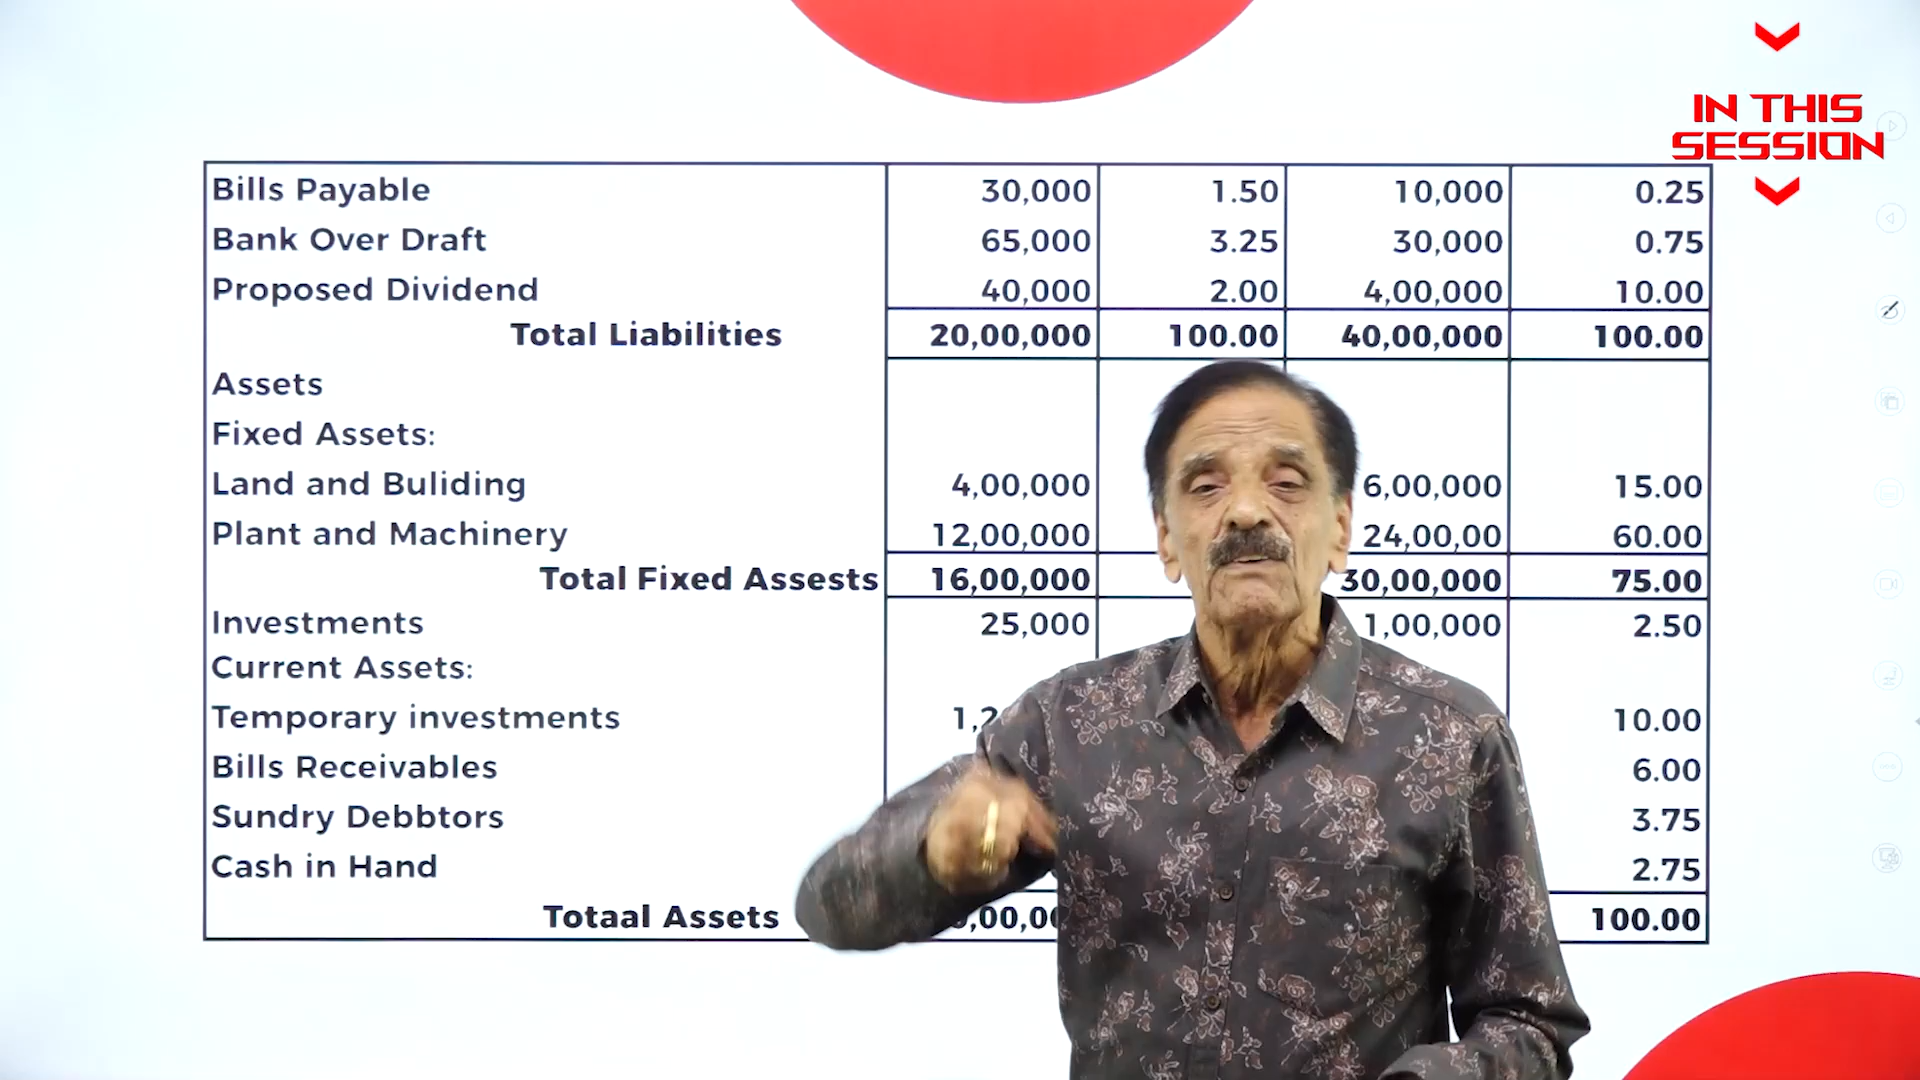 IN THIS
SESSION
Bills Payable 30,000 1.50 10,000 0.25
Bank Over Draft 65,000 3.25 30,000 0.75
Proposed Dividend 40,000 2.00 4,00,000 10.00
Total Liabilities 20,00,000 100.00 40,00,000 100.00
Assets
Fixed Assets:
Land and Buliding 4,00,000 6,00,000 15.00
Plant and Machinery 12,00,000 24,00,00 60.00
Total Fixed Assests 16,00,000 30,00,000 75.00
Investments 25,000 1,00,000 2.50
Current Assets:
Temporary investments 10.00
Bills Receivables 6.00
Sundry Debbtors 3.75
Cash in Hand 2.75
Totaal Assets 100.00